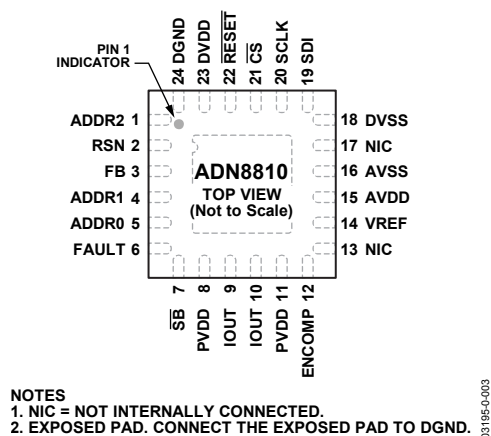 PIN 1
INDICATOR
24 DGND
23 DVDD
22 RESET
21 CS
20 SCLK
19 SDI
ADDR2 1
RSN 2
FB 3
ADDR1 4
ADDR0 5
FAULT 6
ADN8810
TOP VIEW
(Not to Scale)
18 DVSS
17 NIC
16 AVSS
15 AVDD
14 VREF
13 NIC
SB 7
PVDD 8
IOUT 9
IOUT 10
PVDD 11
ENCOMP 12
NOTES
1. NIC = NOT INTERNALLY CONNECTED.
2. EXPOSED PAD. CONNECT THE EXPOSED PAD TO DGND.
03195-0-003